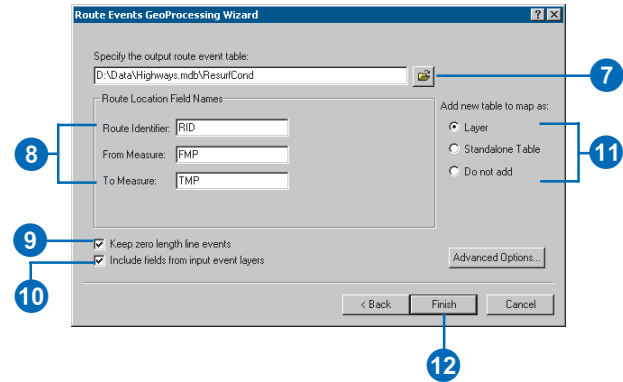 Route Events GeoProcessing Wizard
Specify the output route event table:
D:\Data\Highways.mdb\ResurfCond
7
Route Location Field Names
Add new table to map as:
Route Identifier: RID
Layer
8
From Measure: FMP
Standalone Table
11
To Measure: TMP
Do not add
9
Keep zero length line events
Include fields from input event layers
Advanced Options...
10
< Back
Finish
Cancel
12